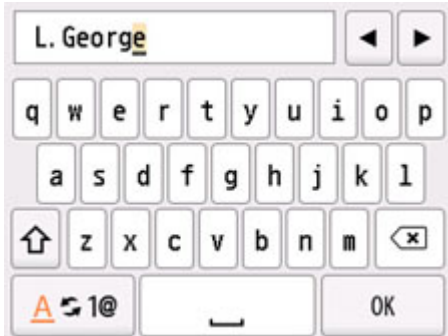 L. George
q w e r t y u i o p
a s d f g h j k l
z x c v b n m
A 1@ OK